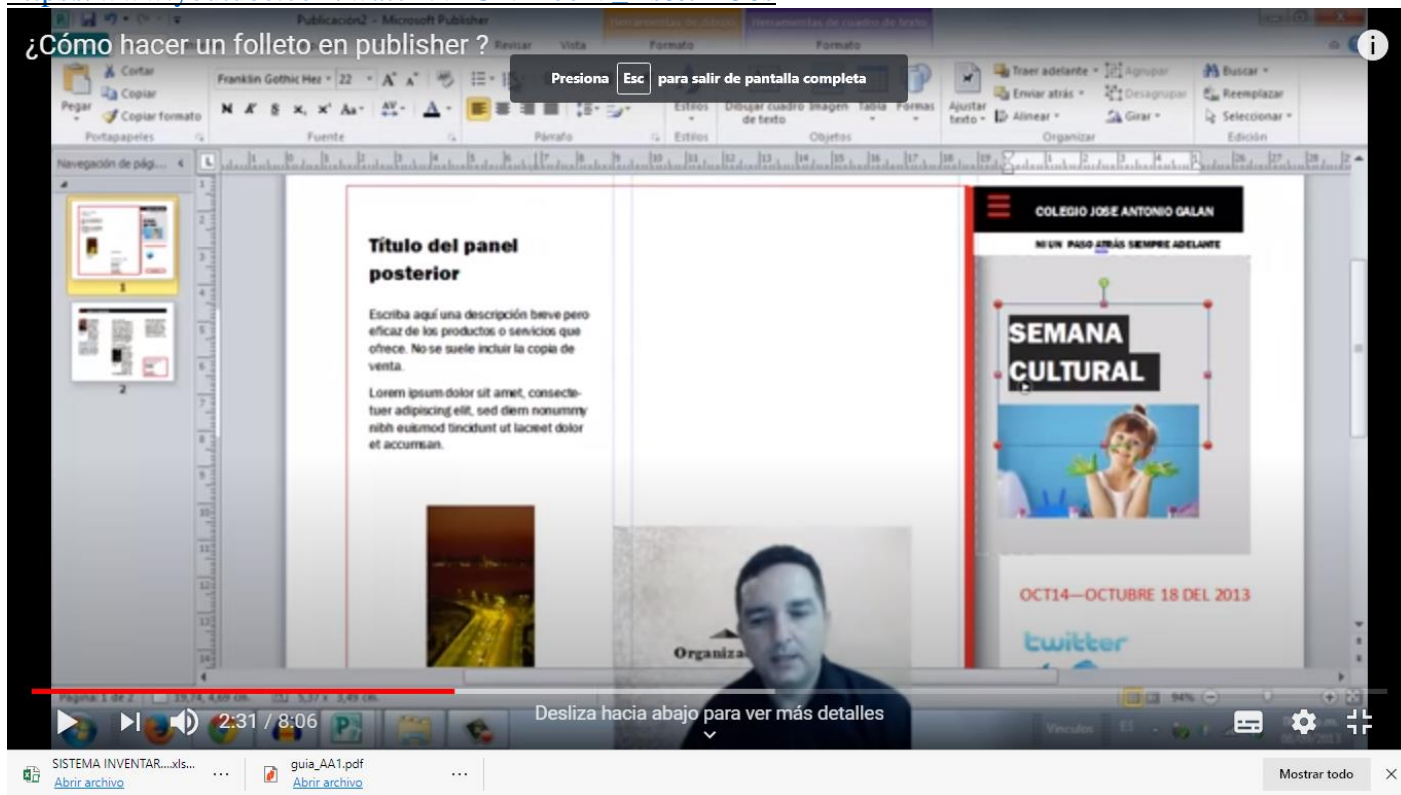 Publicación2 - Microsoft Publisher
Herramientas de cuadro de texto
¿Cómo hacer un folleto en publisher ?
Revisar Vista Formato Formato
Presiona Esc para salir de pantalla completa
Pegar
Cortar
Copiar
Copiar formato
Portapapeles
Franklin Gothic Hea 22
Fuente
Párrafo
Estilos
Estilos
Dibujar cuadro de texto
Imagen
Tabla
Formas
Objetos
Ajustar texto
Traer adelante
Enviar atrás
Alinear
Agrupar
Desagrupar
Girar
Organizar
Buscar
Reemplazar
Seleccionar
Edición
Navegación de pági...
1
2
Título del panel
posterior
Escriba aquí una descripción breve pero
eficaz de los productos o servicios que
ofrece. No se suele incluir la copia de
venta.
Lorem ipsum dolor sit amet, consecte-
tuer adipiscing elit, sed diem nonummy
nibh euismod tincidunt ut lacreet dolor
et accumsan.
Organiza
COLEGIO JOSE ANTONIO GALAN
NI UN PASO ATRÁS SIEMPRE ADELANTE
SEMANA
CULTURAL
OCT14—OCTUBRE 18 DEL 2013
twitter
Página: 1 de 2
94%
2:31 / 8:06
Desliza hacia abajo para ver más detalles
Vínculos ES
SISTEMA INVENTAR....xls...
Abrir archivo
guia_AA1.pdf
Abrir archivo
Mostrar todo